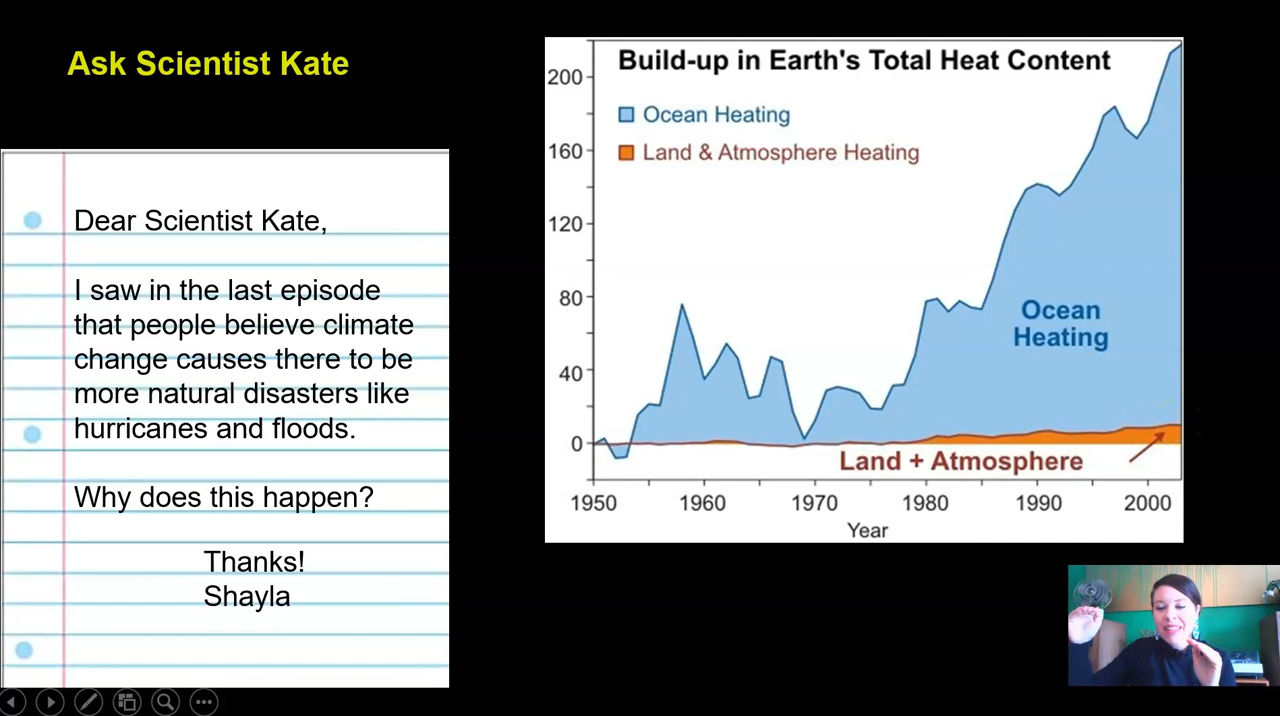 Ask Scientist Kate
Dear Scientist Kate,
I saw in the last episode
that people believe climate
change causes there to be
more natural disasters like
hurricanes and floods.
Why does this happen?
Thanks!
Shayla
Build-up in Earth's Total Heat Content
Ocean Heating
Land & Atmosphere Heating
200
160
120
80
40
0
Ocean
Heating
Land + Atmosphere
1950 1960 1970 1980 1990 2000
Year